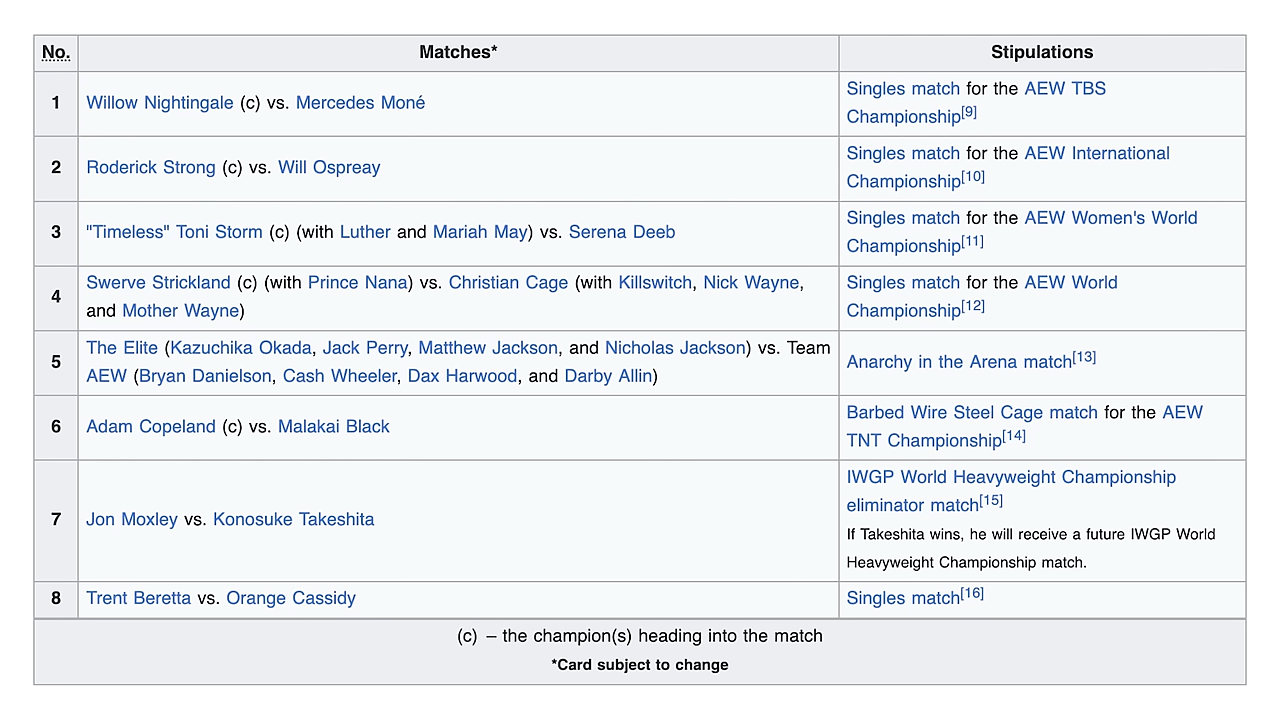 No. Matches* Stipulations
1 Willow Nightingale (c) vs. Mercedes Moné Singles match for the AEW TBS
Championship[9]
2 Roderick Strong (c) vs. Will Ospreay Singles match for the AEW International
Championship[10]
3 "Timeless" Toni Storm (c) (with Luther and Mariah May) vs. Serena Deeb Singles match for the AEW Women's World
Championship[11]
4 Swerve Strickland (c) (with Prince Nana) vs. Christian Cage (with Killswitch, Nick Wayne,
and Mother Wayne)
Singles match for the AEW World
Championship[12]
5 The Elite (Kazuchika Okada, Jack Perry, Matthew Jackson, and Nicholas Jackson) vs. Team
AEW (Bryan Danielson, Cash Wheeler, Dax Harwood, and Darby Allin)
Anarchy in the Arena match[13]
6 Adam Copeland (c) vs. Malakai Black Barbed Wire Steel Cage match for the AEW
TNT Championship[14]
7 Jon Moxley vs. Konosuke Takeshita IWGP World Heavyweight Championship
eliminator match[15]
If Takeshita wins, he will receive a future IWGP World
Heavyweight Championship match.
8 Trent Beretta vs. Orange Cassidy Singles match[16]
(c) – the champion(s) heading into the match
*Card subject to change